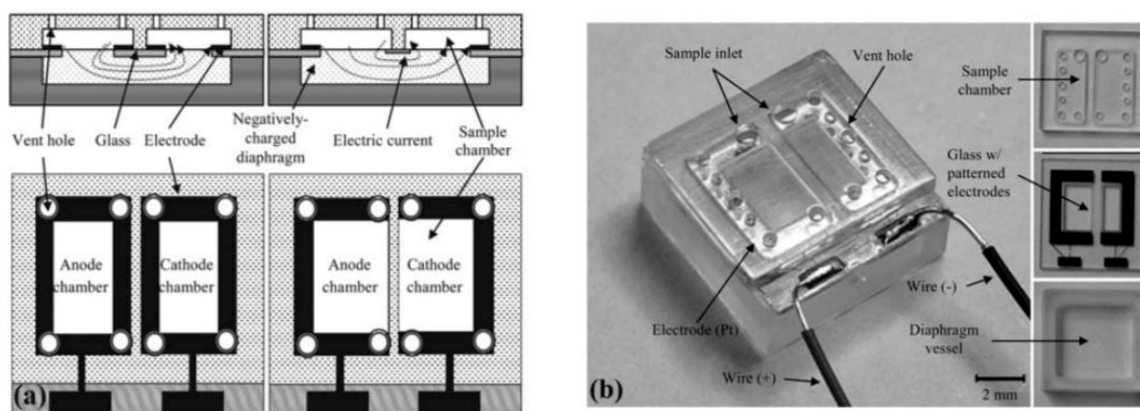 Vent hole
Glass
Electrode
Negatively-
charged
diaphragm
Electric current
Sample
chamber
Anode
chamber
Cathode
chamber
Anode
chamber
Cathode
chamber
(a)
(b)
Sample inlet
Vent hole
Electrode (Pt)
Wire (+)
Wire (-)
2 mm
Sample
chamber
Glass w/
patterned
electrodes
Diaphragm
vessel